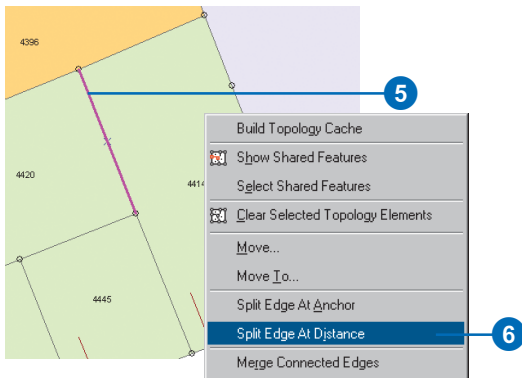 4396
5
Build Topology Cache
Show Shared Features
4420
4414
Select Shared Features
Clear Selected Topology Elements
Move...
Move To...
4445
Split Edge At Anchor
Split Edge At Distance
6
Merge Connected Edges